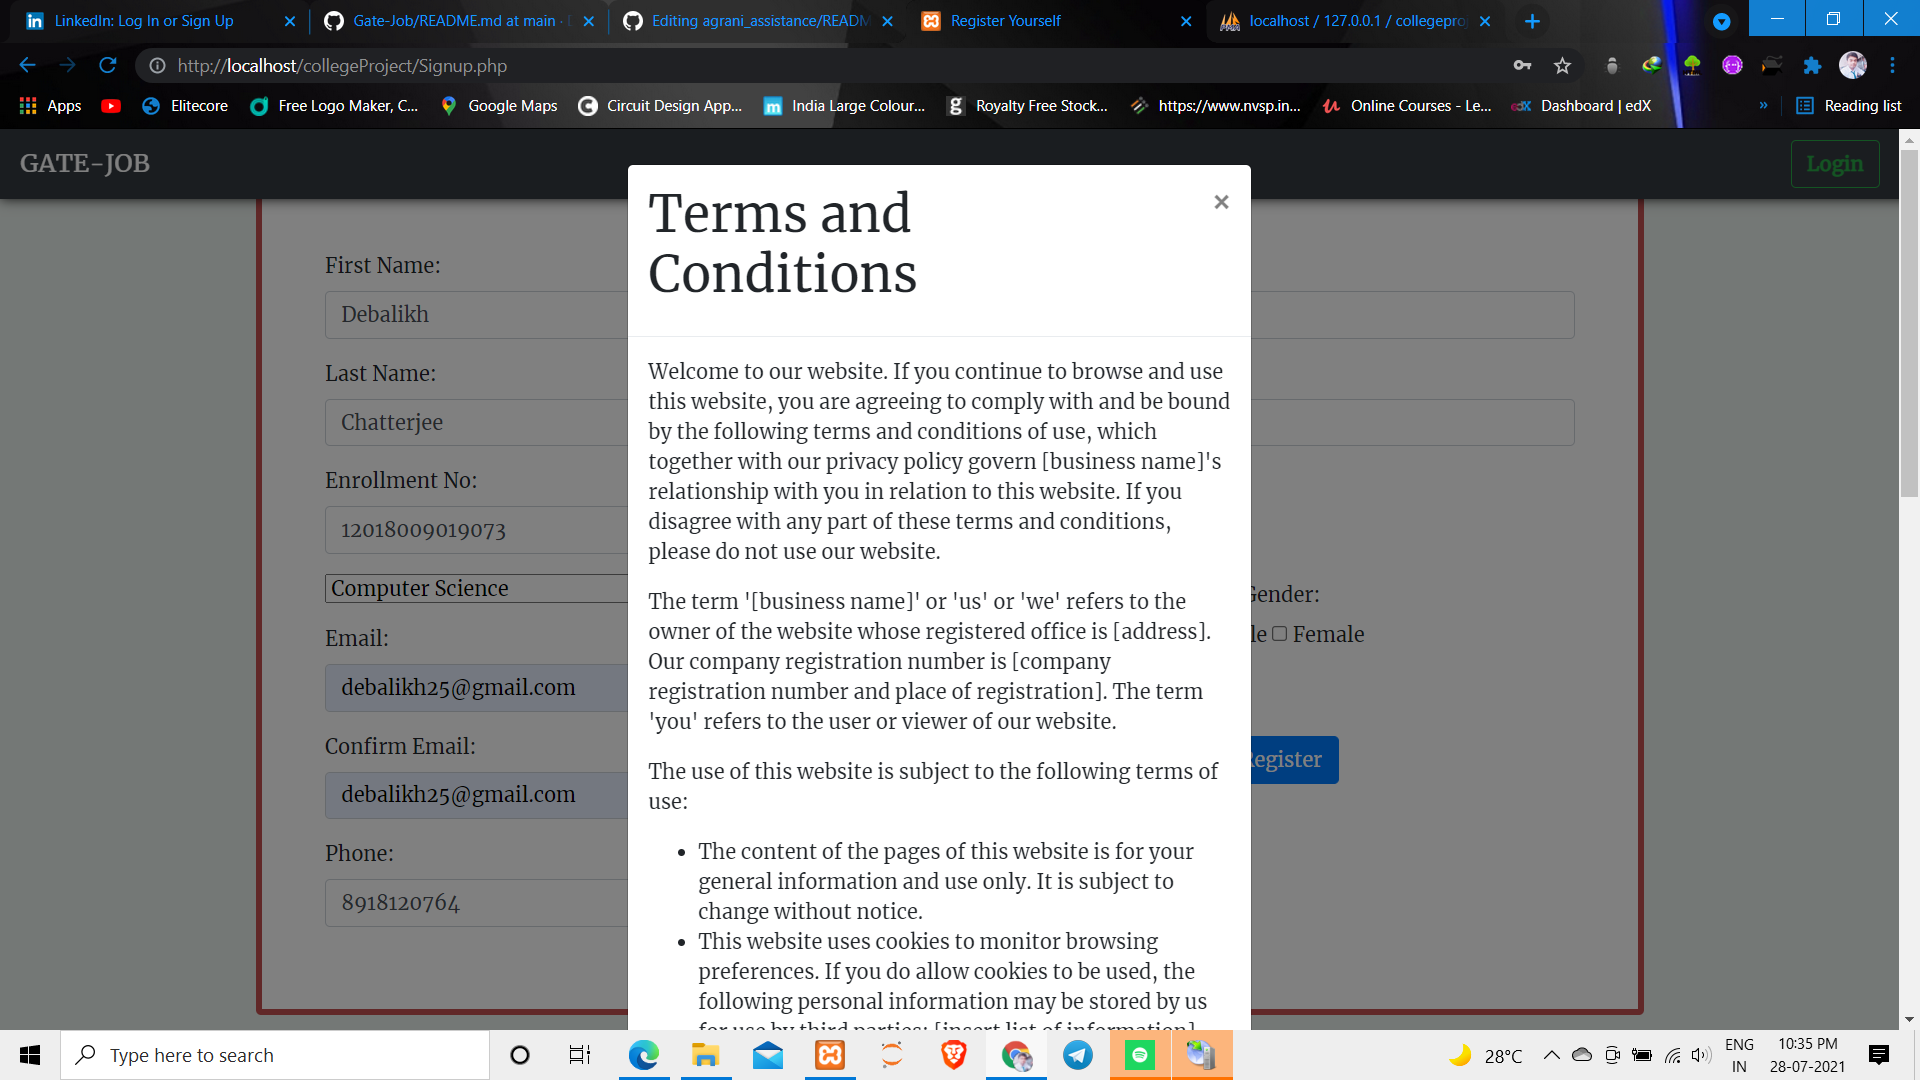 LinkedIn: Log In or Sign Up
Gate-Job/README.md at main
Editing agrani_assistance/READM
Register Yourself
localhost / 127.0.0.1 / collegepro
http://localhost/collegeProject/Signup.php
Apps
Elitecore
Free Logo Maker, C...
Google Maps
Circuit Design App...
India Large Colour...
Royalty Free Stock...
https://www.nvsp.in...
Online Courses - Le...
Dashboard | edX
»
Reading list
GATE-JOB
Login
Terms and
Conditions
×
First Name:
Debalikh
Last Name:
Chatterjee
Enrollment No:
12018009019073
Computer Science
Email:
debalikh25@gmail.com
Confirm Email:
debalikh25@gmail.com
Phone:
8918120764
Welcome to our website. If you continue to browse and use
this website, you are agreeing to comply with and be bound
by the following terms and conditions of use, which
together with our privacy policy govern [business name]'s
relationship with you in relation to this website. If you
disagree with any part of these terms and conditions,
please do not use our website.
The term '[business name]' or 'us' or 'we' refers to the
owner of the website whose registered office is [address].
Our company registration number is [company
registration number and place of registration]. The term
'you' refers to the user or viewer of our website.
The use of this website is subject to the following terms of
use:
• The content of the pages of this website is for your
general information and use only. It is subject to
change without notice.
• This website uses cookies to monitor browsing
preferences. If you do allow cookies to be used, the
following personal information may be stored by us
for use by third parties: [insert list of information].
Gender:
le Female
Register
Type here to search
28°C
ENG
IN
10:35 PM
28-07-2021